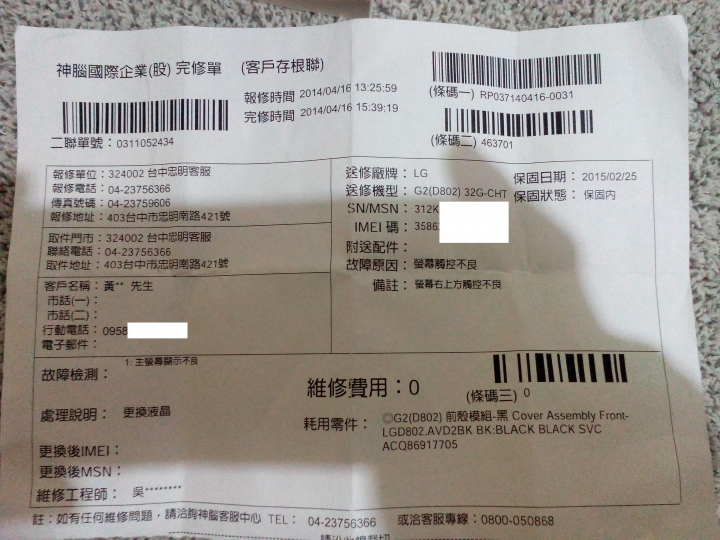 神腦國際企業(股) 完修單 (客戶存根聯)
報修時間 2014/04/16 13:25:59
完修時間 2014/04/16 15:39:19
(條碼一) RP037140416-0031
二聯單號： 0311052434
(條碼二) 463701
報修單位： 324002 台中忠明客服
報修電話： 04-23756366
傳真號碼： 04-23759606
報修地址： 403台中市忠明南路421號
取件門市： 324002 台中忠明客服
聯絡電話： 04-23756366
取件地址： 403台中市忠明南路421號
客戶名稱： 黃** 先生
市話(一)：
市話(二)：
行動電話： 0958
電子郵件：
送修廠牌： LG
保固日期： 2015/02/25
送修機型： G2(D802) 32G-CHT
保固狀態： 保固內
SN/MSN： 312K
IMEI 碼： 3586
附送配件：
故障原因： 螢幕觸控不良
備註： 螢幕右上方觸控不良
故障檢測： 1: 主螢幕顯示不良
維修費用：0
(條碼三) 0
處理說明： 更換液晶
耗用零件： ◎G2(D802) 前殼模組-黑 Cover Assembly Front-
LGD802.AVD2BK BK:BLACK BLACK SVC
ACQ86917705
更換後IMEI：
更換後MSN：
維修工程師： 吳********
註：如有任何維修問題，請洽詢神腦客服中心 TEL： 04-23756366 或洽客服專線：0800-050868